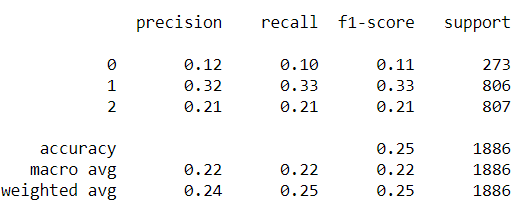 precision recall f1-score support
0 0.12 0.10 0.11 273
1 0.32 0.33 0.33 806
2 0.21 0.21 0.21 807
accuracy 0.25 1886
macro avg 0.22 0.22 0.22 1886
weighted avg 0.24 0.25 0.25 1886